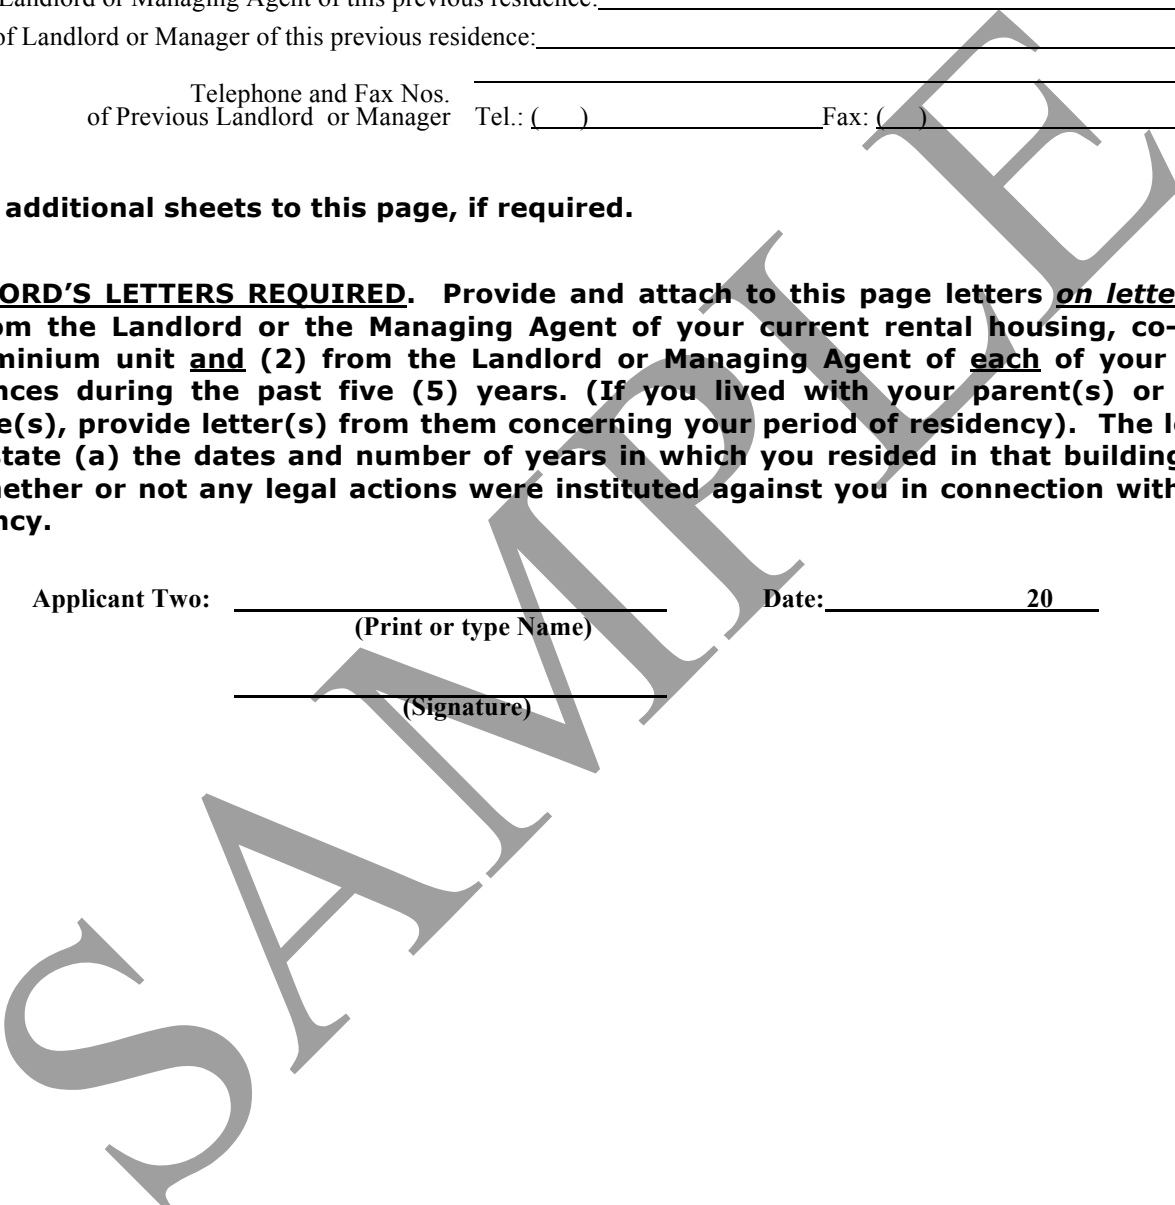 Landlord or Managing Agent of this previous residence:
of Landlord or Manager of this previous residence:
Telephone and Fax Nos.
of Previous Landlord or Manager Tel.: ( ) Fax: ( )
additional sheets to this page, if required.
ORD'S LETTERS REQUIRED. Provide and attach to this page letters on lette
om the Landlord or the Managing Agent of your current rental housing, co-
minium unit and (2) from the Landlord or Managing Agent of each of your
nces during the past five (5) years. (If you lived with your parent(s) or
e(s), provide letter(s) from them concerning your period of residency). The l
state (a) the dates and number of years in which you resided in that building
hether or not any legal actions were instituted against you in connection with
ncy.
Applicant Two: Date: 20
(Print or type Name)
(Signature)
SAMPLE